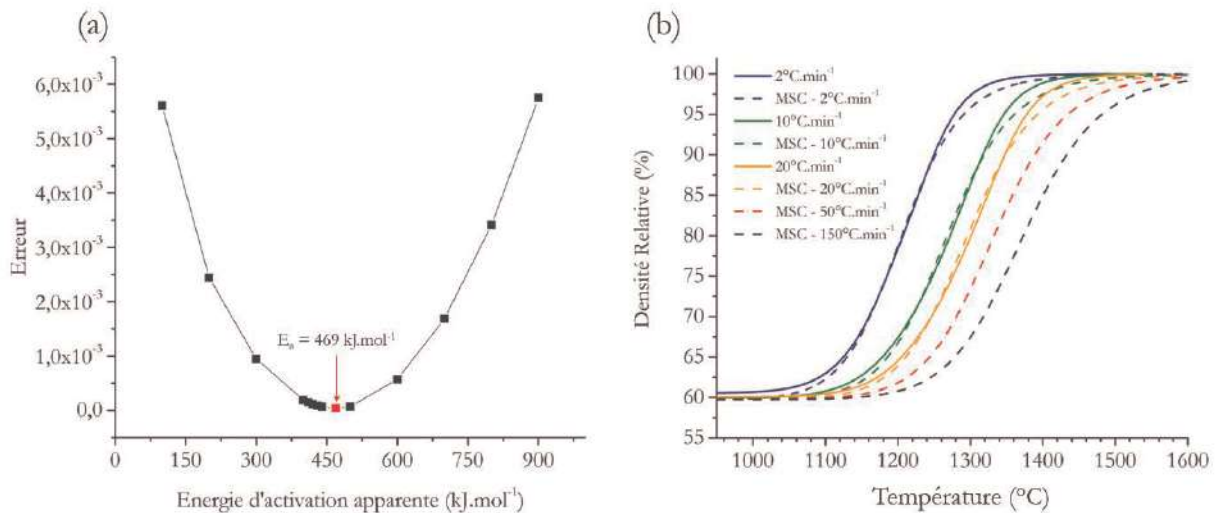 (a)
6,0x10⁻³
5,0x10⁻³
4,0x10⁻³
3,0x10⁻³
2,0x10⁻³
1,0x10⁻³
0,0
Erreur
Eₐ = 469 kJ.mol⁻¹
0 150 300 450 600 750 900
Energie d'activation apparente (kJ.mol⁻¹)
(b)
100
95
90
85
80
75
70
65
60
55
Densité Relative (%)
2°C.min⁻¹
MSC - 2°C.min⁻¹
10°C.min⁻¹
MSC - 10°C.min⁻¹
20°C.min⁻¹
MSC - 20°C.min⁻¹
MSC - 50°C.min⁻¹
MSC - 150°C.min⁻¹
1000 1100 1200 1300 1400 1500 1600
Température (°C)